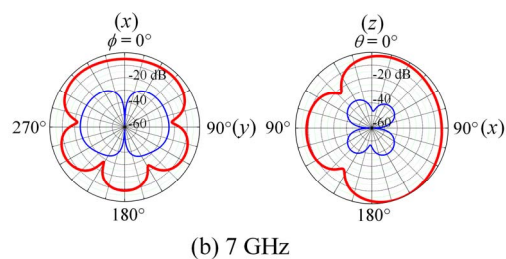 (x)
ϕ = 0°
-20 dB
-40
-60
270°
90°(y)
180°
(z)
θ = 0°
-20 dB
-40
-60
90°
90°(x)
180°
(b) 7 GHz